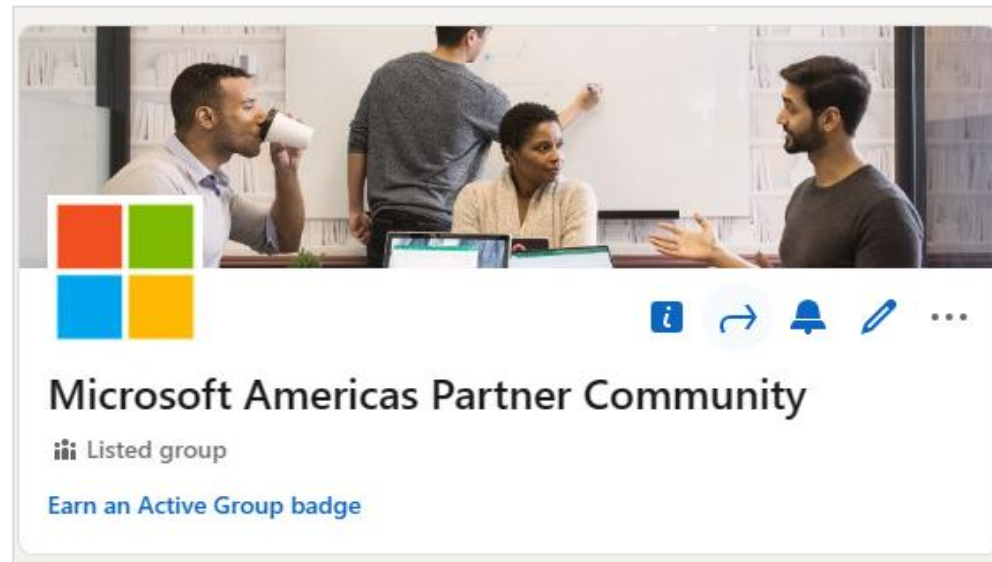 Microsoft Americas Partner Community
Listed group
Earn an Active Group badge